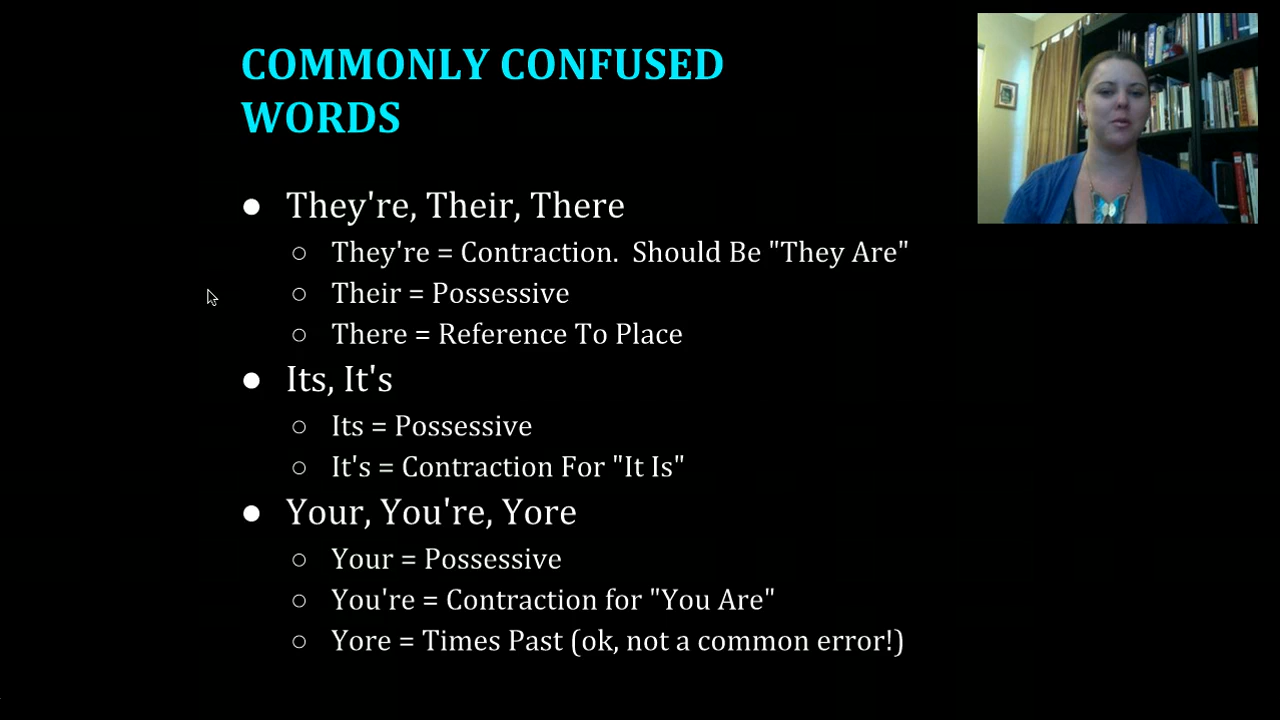 COMMONLY CONFUSED
WORDS
● They're, Their, There
○ They're = Contraction.  Should Be "They Are"
○ Their = Possessive
○ There = Reference To Place
● Its, It's
○ Its = Possessive
○ It's = Contraction For "It Is"
● Your, You're, Yore
○ Your = Possessive
○ You're = Contraction for "You Are"
○ Yore = Times Past (ok, not a common error!)